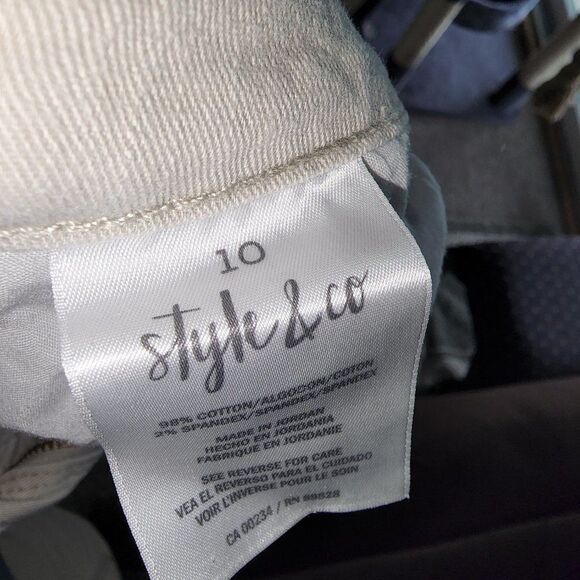 10
style & co
98% COTTON/ALGODON/COTON
2% SPANDEX/SPANDEX/SPANDEX
MADE IN JORDAN
HECHO EN JORDANIA
FABRIQUE EN JORDANIE
SEE REVERSE FOR CARE
VEA EL REVERSO PARA EL CUIDADO
VOIR L'INVERSE POUR LE SOIN
CA 00234 / RN 89828